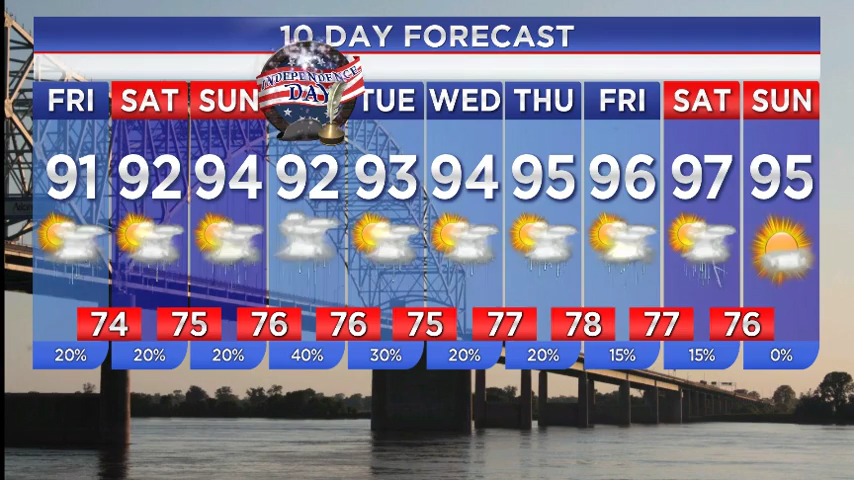 10 DAY FORECAST
INDEPENDENCE
DAY
FRI SAT SUN TUE WED THU FRI SAT SUN
91 92 94 92 93 94 95 96 97 95
74 75 76 76 75 77 78 77 76
20% 20% 20% 40% 30% 20% 20% 15% 15% 0%